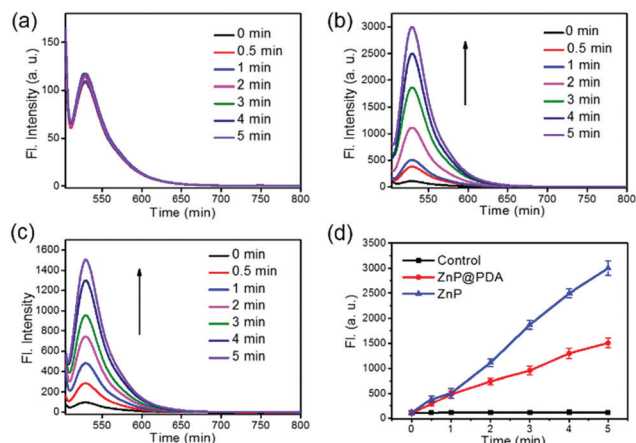 (a)
Fl. Intensity (a. u.)
150
100
50
0
0 min
0.5 min
1 min
2 min
3 min
4 min
5 min
550 600 650 700 750 800
Time (min)
(b)
Fl. Intensity (a. u.)
3000
2500
2000
1500
1000
500
0
0 min
0.5 min
1 min
2 min
3 min
4 min
5 min
550 600 650 700 750 800
Time (min)
(c)
Fl. Intensity
1600
1400
1200
1000
800
600
400
200
0
0 min
0.5 min
1 min
2 min
3 min
4 min
5 min
550 600 650 700 750 800
Time (min)
(d)
Fl. (a. u.)
3500
3000
2500
2000
1500
1000
500
0
Control
ZnP@PDA
ZnP
0 1 2 3 4 5
Time (min)